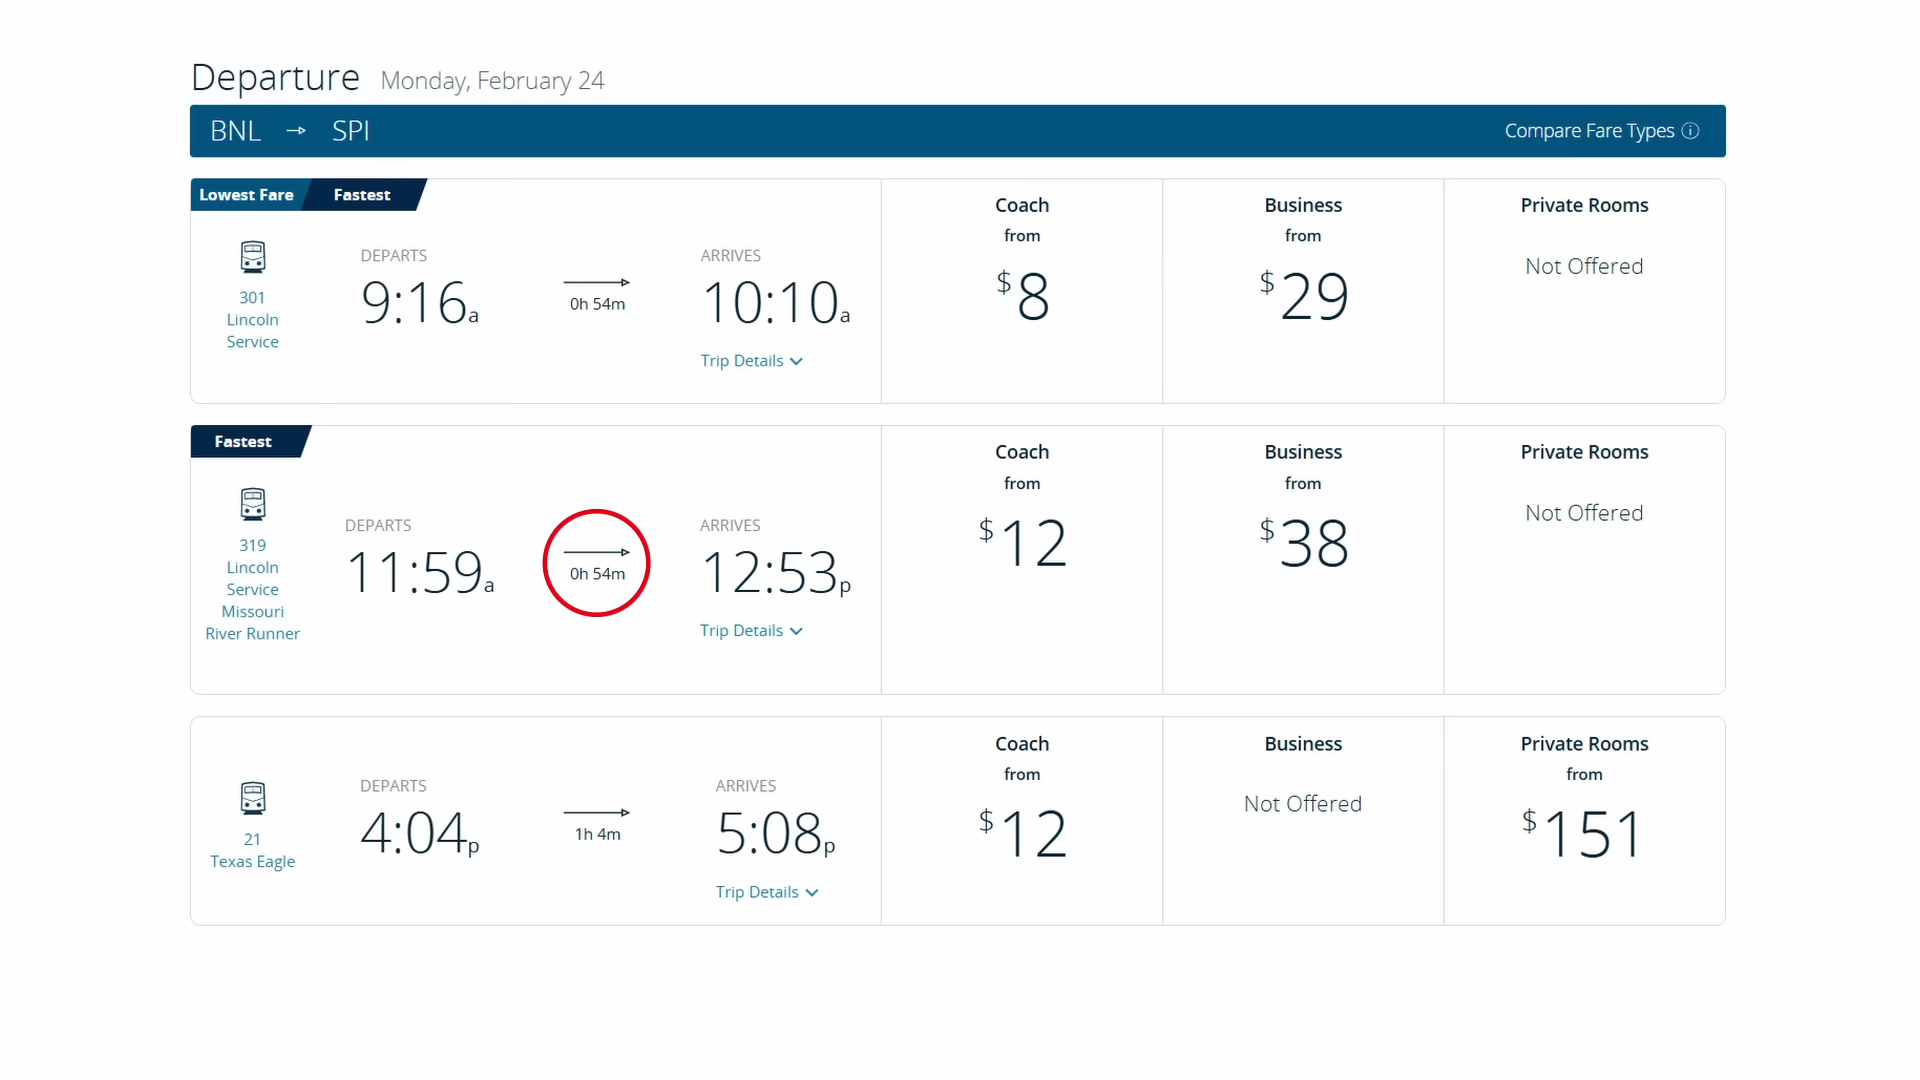 Departure Monday, February 24
BNL → SPI Compare Fare Types ⓘ
Lowest Fare Fastest
301
Lincoln
Service
DEPARTS
9:16a
0h 54m
ARRIVES
10:10a
Trip Details
Coach
from
$8
Business
from
$29
Private Rooms
Not Offered
Fastest
319
Lincoln
Service
Missouri
River Runner
DEPARTS
11:59a
0h 54m
ARRIVES
12:53p
Trip Details
Coach
from
$12
Business
from
$38
Private Rooms
Not Offered
21
Texas Eagle
DEPARTS
4:04p
1h 4m
ARRIVES
5:08p
Trip Details
Coach
from
$12
Business
Not Offered
Private Rooms
from
$151